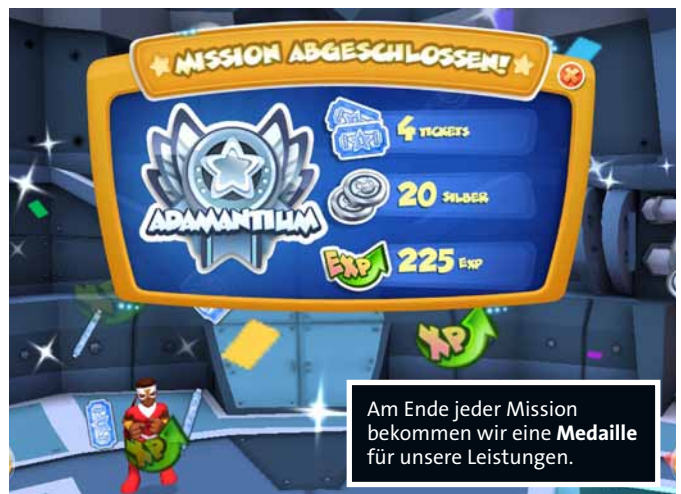 MISSION ABGESCHLOSSEN!
4 TICKETS
ADAMANTIUM
20 SILBER
EXP
225 EXP
XP
XP
Am Ende jeder Mission
bekommen wir eine Medaille
für unsere Leistungen.